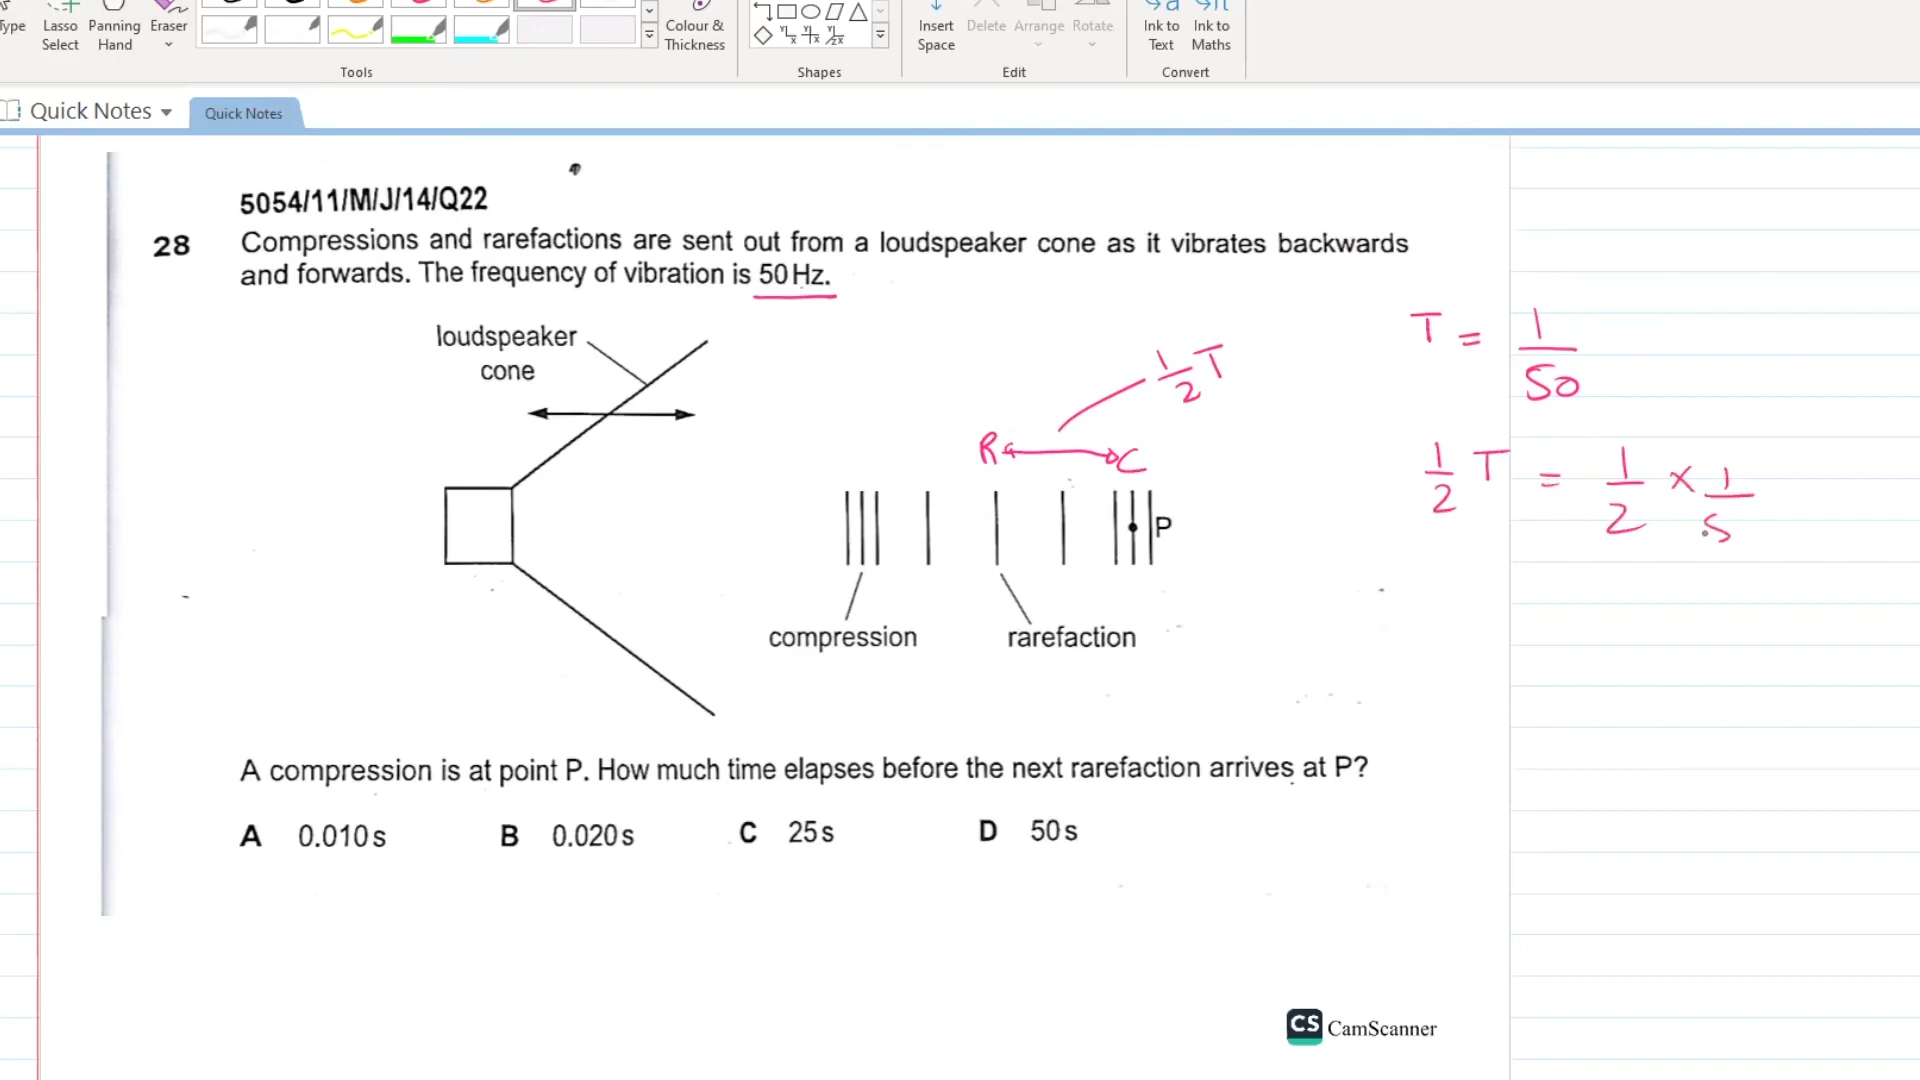 Type
Lasso
Select
Panning
Hand
Eraser
Colour &
Thickness
Insert
Space
Delete
Arrange
Rotate
Ink to
Text
Ink to
Maths
Tools
Shapes
Edit
Convert
Quick Notes
Quick Notes
5054/11/M/J/14/Q22
28 Compressions and rarefactions are sent out from a loudspeaker cone as it vibrates backwards
and forwards. The frequency of vibration is 50 Hz.
loudspeaker
cone
T = 1/50
1/2 T
R C
1/2 T = 1/2 × 1/5
P
compression
rarefaction
A compression is at point P. How much time elapses before the next rarefaction arrives at P?
A 0.010 s B 0.020 s C 25 s D 50 s
CS CamScanner